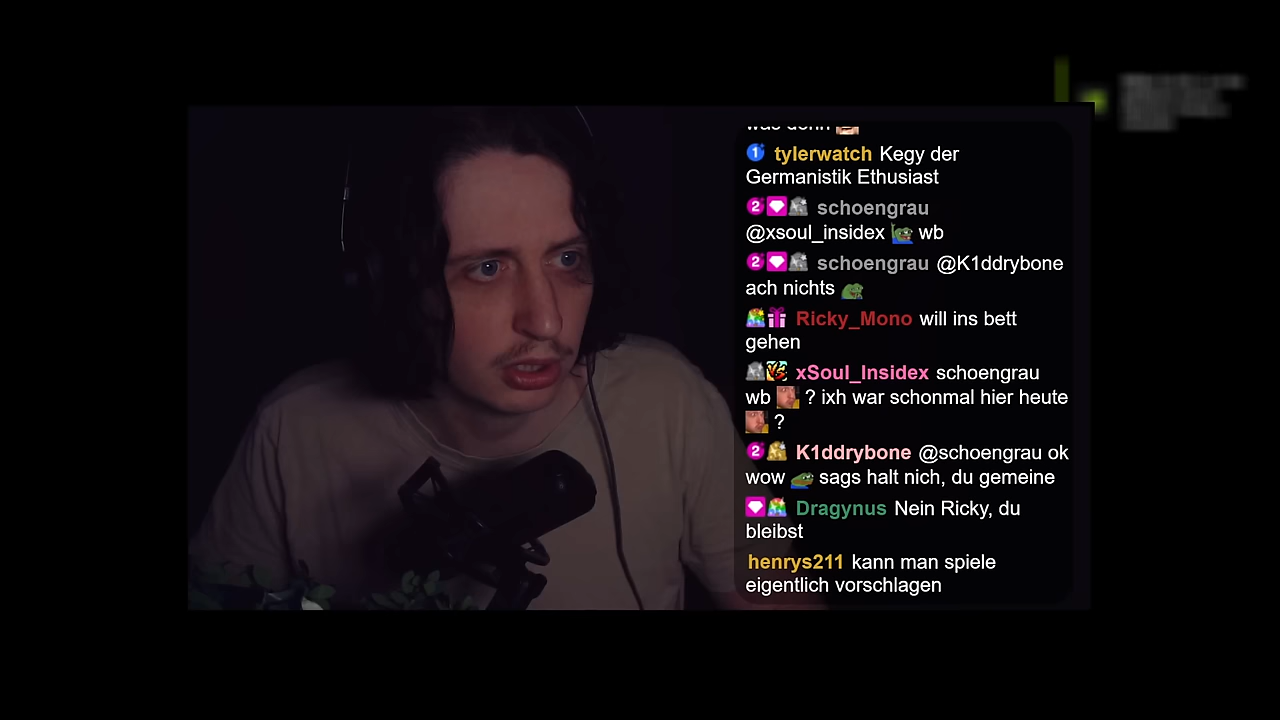 tylerwatch Kegy der
Germanistik Ethusiast
schoengrau
@xsoul_insidex wb
schoengrau @K1ddrybone
ach nichts
Ricky_Mono will ins bett
gehen
xSoul_Insidex schoengrau
wb ? ixh war schonmal hier heute
?
K1ddrybone @schoengrau ok
wow sags halt nich, du gemeine
Dragynus Nein Ricky, du
bleibst
henrys211 kann man spiele
eigentlich vorschlagen